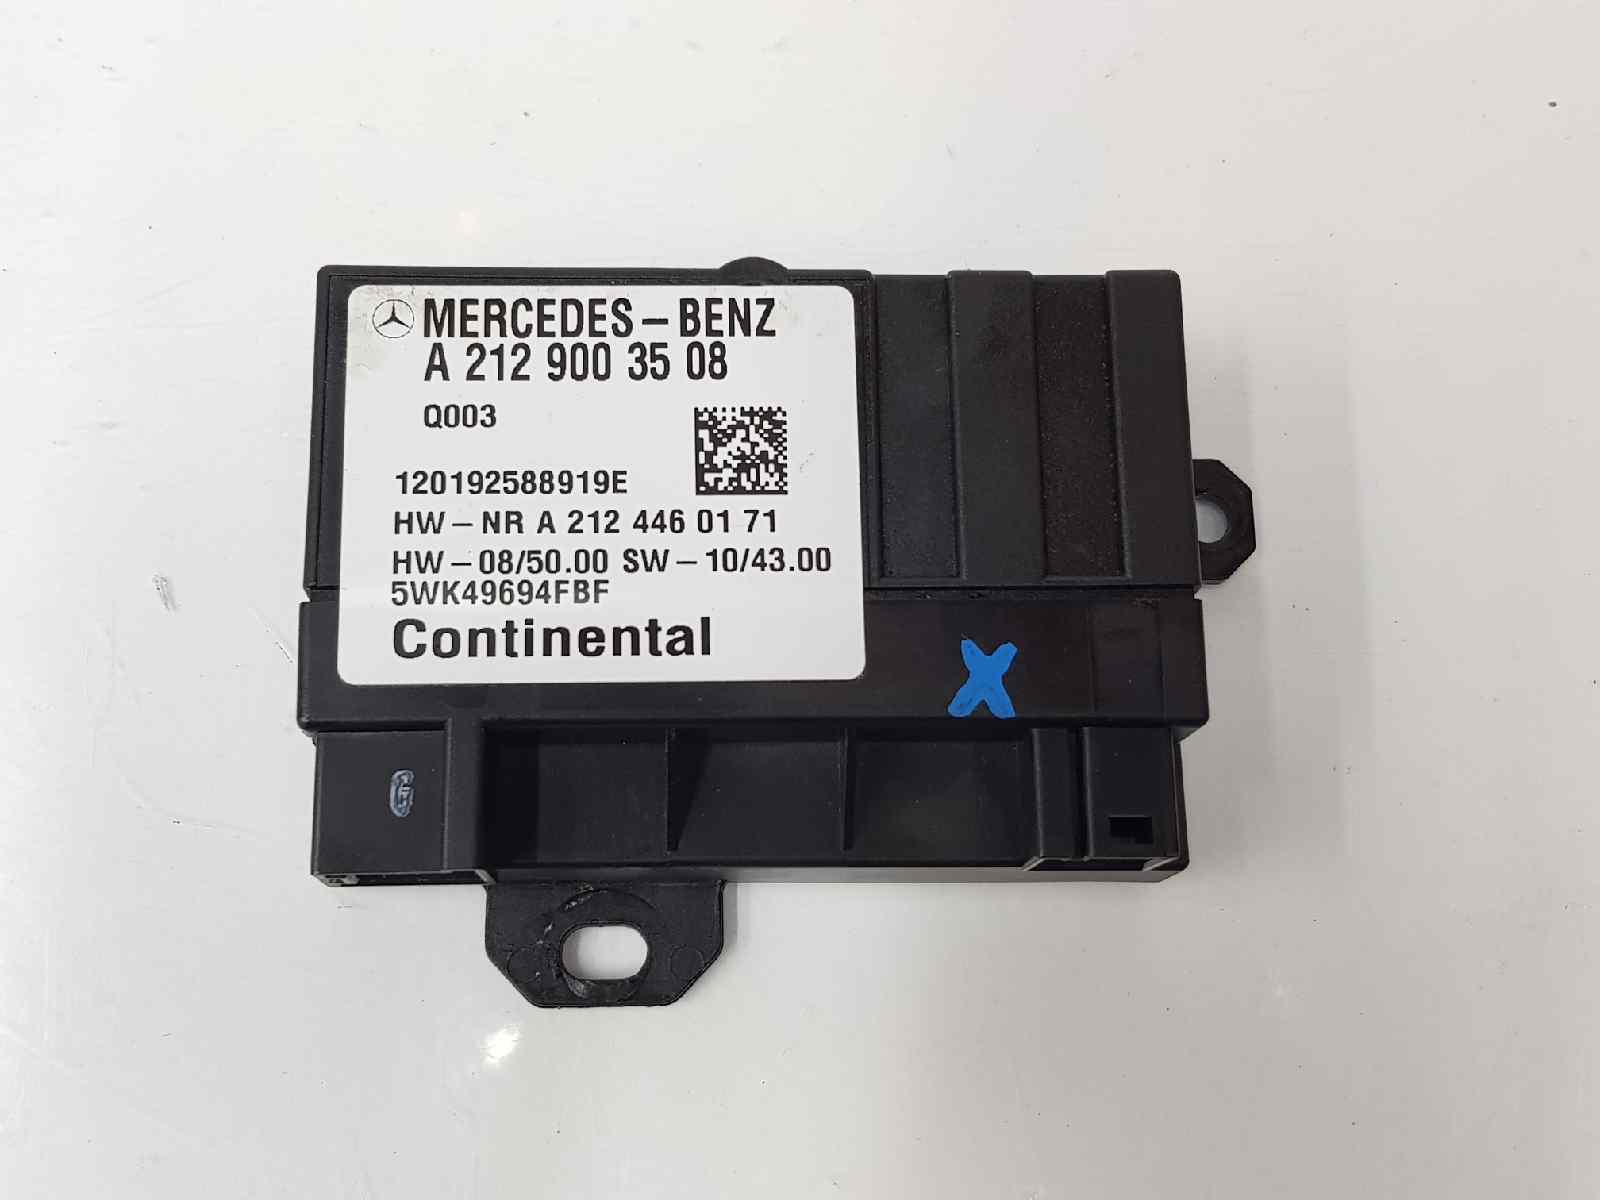 MERCEDES-BENZ
A 212 900 35 08
Q003
120192588919E
HW-NR A 212 446 01 71
HW-08/50.00 SW-10/43.00
5WK49694FBF
Continental
X